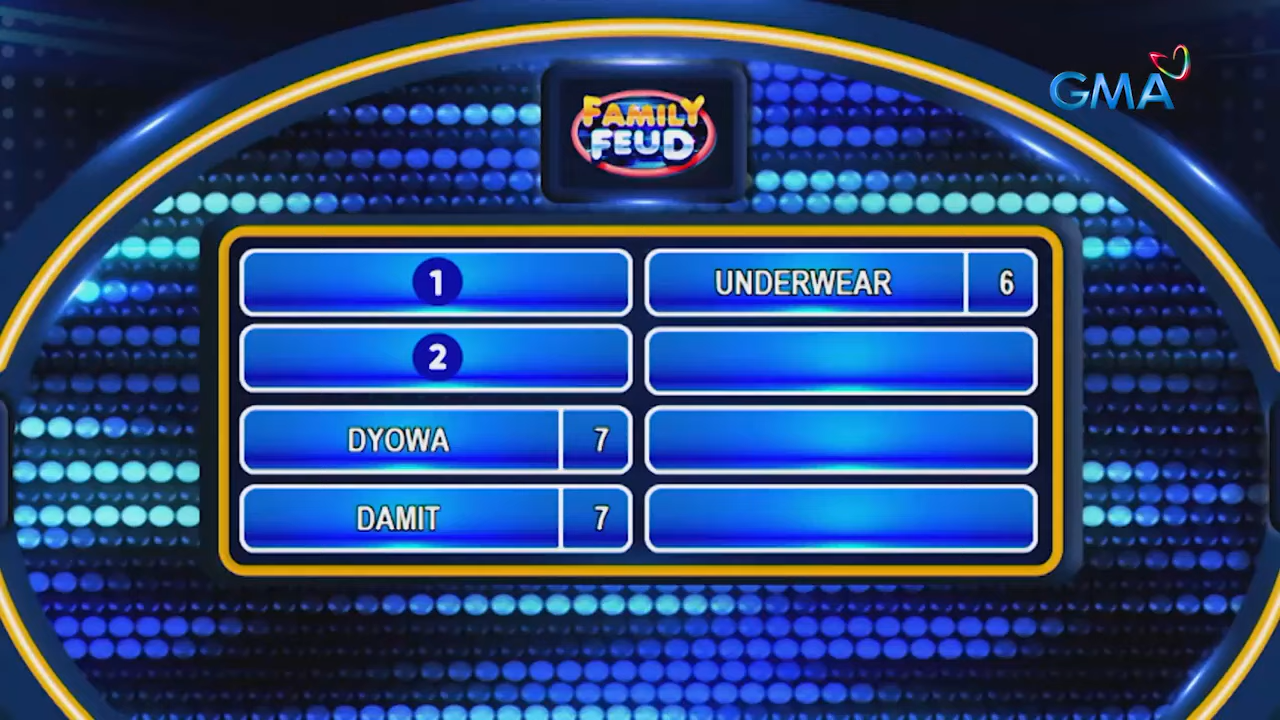 GMA
FAMILY
FEUD
1
UNDERWEAR 6
2
DYOWA 7
DAMIT 7